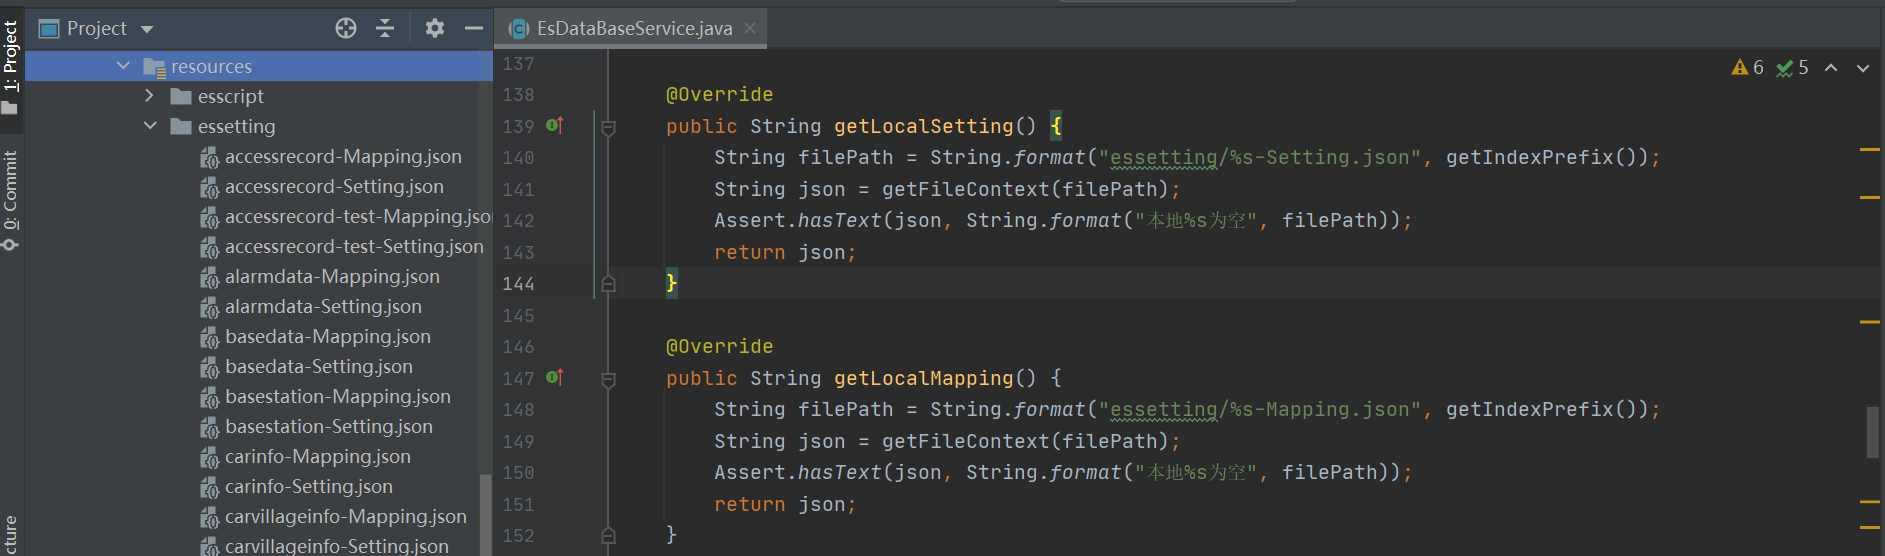 1: Project
0: Commit
cture
Project
resources
esscript
essetting
accessrecord-Mapping.json
accessrecord-Setting.json
accessrecord-test-Mapping.jso
accessrecord-test-Setting.json
alarmdata-Mapping.json
alarmdata-Setting.json
basedata-Mapping.json
basedata-Setting.json
basestation-Mapping.json
basestation-Setting.json
carinfo-Mapping.json
carinfo-Setting.json
carvillageinfo-Mapping.json
carvillageinfo-Setting.json
EsDataBaseService.java
6 5
137
138 @Override
139 public String getLocalSetting() {
140 String filePath = String.format("essetting/%s-Setting.json", getIndexPrefix());
141 String json = getFileContext(filePath);
142 Assert.hasText(json, String.format("本地%s为空", filePath));
143 return json;
144 }
145
146 @Override
147 public String getLocalMapping() {
148 String filePath = String.format("essetting/%s-Mapping.json", getIndexPrefix());
149 String json = getFileContext(filePath);
150 Assert.hasText(json, String.format("本地%s为空", filePath));
151 return json;
152 }